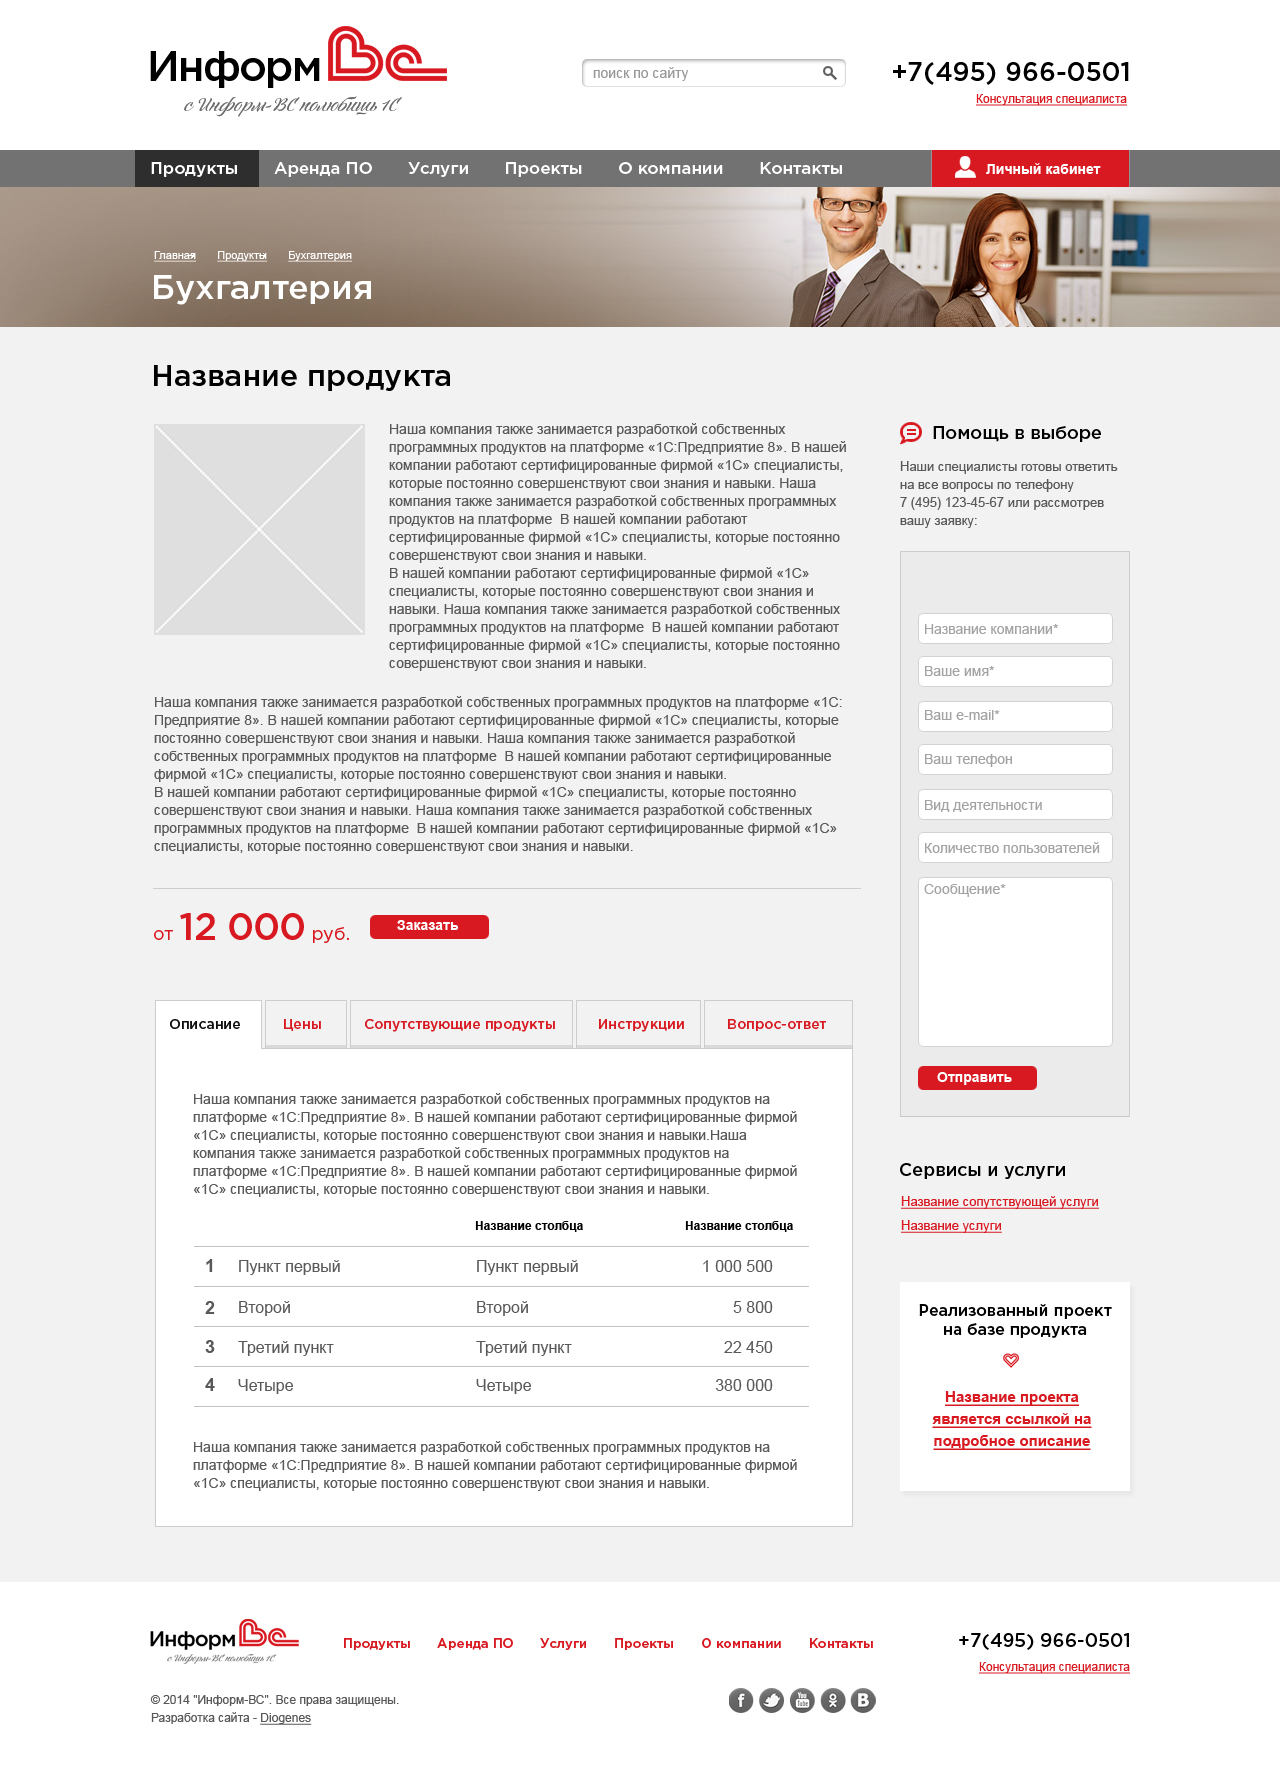 Информ ВС
с Информ-ВС полюбишь 1С
поиск по сайту
+7(495) 966-0501
Консультация специалиста
Продукты Аренда ПО Услуги Проекты О компании Контакты Личный кабинет
Главная Продукты Бухгалтерия
Бухгалтерия
Название продукта
Наша компания также занимается разработкой собственных
программных продуктов на платформе «1С:Предприятие 8». В нашей
компании работают сертифицированные фирмой «1С» специалисты,
которые постоянно совершенствуют свои знания и навыки. Наша
компания также занимается разработкой собственных программных
продуктов на платформе  В нашей компании работают
сертифицированные фирмой «1С» специалисты, которые постоянно
совершенствуют свои знания и навыки.
В нашей компании работают сертифицированные фирмой «1С»
специалисты, которые постоянно совершенствуют свои знания и
навыки. Наша компания также занимается разработкой собственных
программных продуктов на платформе  В нашей компании работают
сертифицированные фирмой «1С» специалисты, которые постоянно
совершенствуют свои знания и навыки.
Наша компания также занимается разработкой собственных программных продуктов на платформе «1С:
Предприятие 8». В нашей компании работают сертифицированные фирмой «1С» специалисты, которые
постоянно совершенствуют свои знания и навыки. Наша компания также занимается разработкой
собственных программных продуктов на платформе  В нашей компании работают сертифицированные
фирмой «1С» специалисты, которые постоянно совершенствуют свои знания и навыки.
В нашей компании работают сертифицированные фирмой «1С» специалисты, которые постоянно
совершенствуют свои знания и навыки. Наша компания также занимается разработкой собственных
программных продуктов на платформе  В нашей компании работают сертифицированные фирмой «1С»
специалисты, которые постоянно совершенствуют свои знания и навыки.
от 12 000 руб. Заказать
Описание Цены Сопутствующие продукты Инструкции Вопрос-ответ
Наша компания также занимается разработкой собственных программных продуктов на
платформе «1С:Предприятие 8». В нашей компании работают сертифицированные фирмой
«1С» специалисты, которые постоянно совершенствуют свои знания и навыки.Наша
компания также занимается разработкой собственных программных продуктов на
платформе «1С:Предприятие 8». В нашей компании работают сертифицированные фирмой
«1С» специалисты, которые постоянно совершенствуют свои знания и навыки.
Название столбца Название столбца
1 Пункт первый Пункт первый 1 000 500
2 Второй Второй 5 800
3 Третий пункт Третий пункт 22 450
4 Четыре Четыре 380 000
Наша компания также занимается разработкой собственных программных продуктов на
платформе «1С:Предприятие 8». В нашей компании работают сертифицированные фирмой
«1С» специалисты, которые постоянно совершенствуют свои знания и навыки.
Помощь в выборе
Наши специалисты готовы ответить
на все вопросы по телефону
7 (495) 123-45-67 или рассмотрев
вашу заявку:
Название компании*
Ваше имя*
Ваш e-mail*
Ваш телефон
Вид деятельности
Количество пользователей
Сообщение*
Отправить
Сервисы и услуги
Название сопутствующей услуги
Название услуги
Реализованный проект
на базе продукта
Название проекта
является ссылкой на
подробное описание
Информ ВС
с Информ-ВС полюбишь 1С
Продукты Аренда ПО Услуги Проекты О компании Контакты
+7(495) 966-0501
Консультация специалиста
© 2014 "Информ-ВС". Все права защищены.
Разработка сайта - Diogenes
f You Tube В